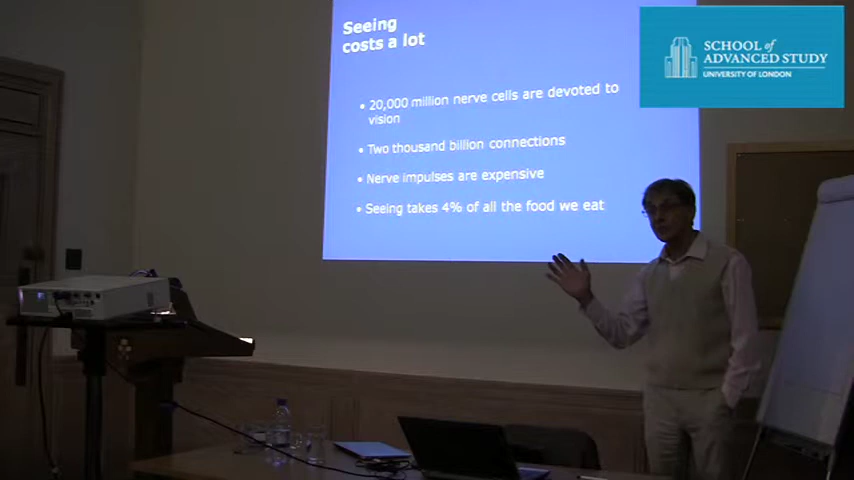 Seeing
costs a lot
• 20,000 million nerve cells are devoted to
vision
• Two thousand billion connections
• Nerve impulses are expensive
• Seeing takes 4% of all the food we eat
SCHOOL of
ADVANCED STUDY
UNIVERSITY OF LONDON